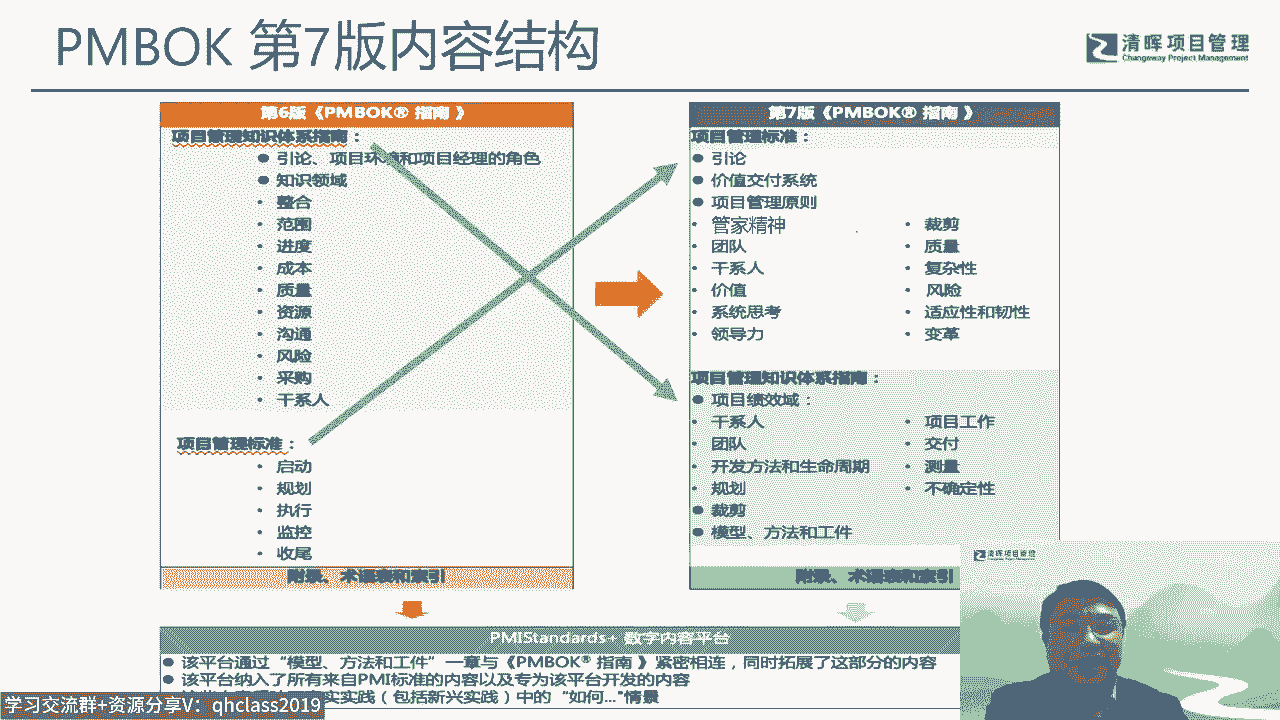 PMBOK 第7版内容结构
清晖项目管理
Changeway Project Management
第6版《PMBOK® 指南 》
项目管理知识体系指南：
引论、项目环境和项目经理的角色
知识领域
整合
范围
进度
成本
质量
资源
沟通
风险
采购
干系人
项目管理标准：
启动
规划
执行
监控
收尾
附录、术语表和索引
第7版《PMBOK® 指南 》
项目管理标准：
引论
价值交付系统
项目管理原则
管家精神
团队
干系人
价值
系统思考
领导力
裁剪
质量
复杂性
风险
适应性和韧性
变革
项目管理知识体系指南：
项目绩效域：
干系人
团队
开发方法和生命周期
规划
项目工作
交付
测量
不确定性
裁剪
模型、方法和工件
附录、术语表和索引
PMIStandards+ 数字内容平台
该平台通过“模型、方法和工件”一章与《PMBOK® 指南 》紧密相连，同时拓展了这部分的内容
该平台纳入了所有来自PMI标准的内容以及专为该平台开发的内容
实实践（包括新兴实践）中的“如何..."情景
学习交流群+资源分享V：qhclass2019
清晖项目管理